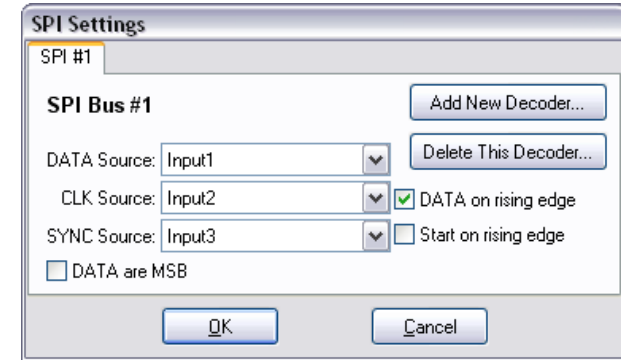 SPI Settings
SPI #1
SPI Bus #1
Add New Decoder...
Delete This Decoder...
DATA Source: Input1
CLK Source: Input2
DATA on rising edge
SYNC Source: Input3
Start on rising edge
DATA are MSB
OK
Cancel